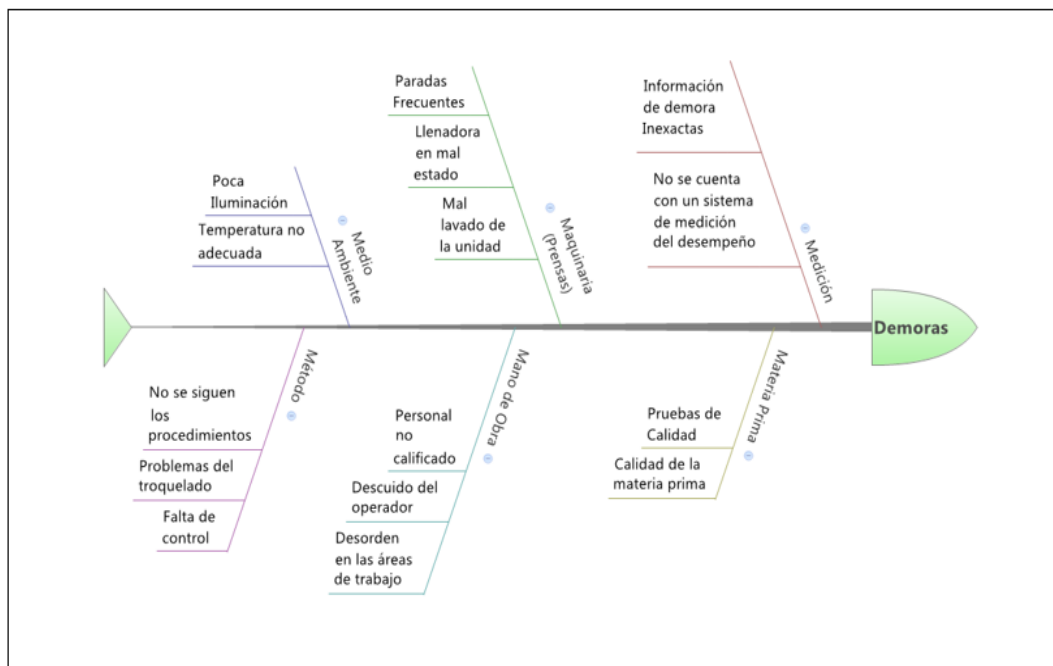 Paradas
Frecuentes
Llenadora
en mal
estado
Mal
lavado de
la unidad
Maquinaria
(Prensas)
Información
de demora
Inexactas
No se cuenta
con un sistema
de medición
del desempeño
Medición
Poca
Iluminación
Temperatura no
adecuada
Medio
Ambiente
Demoras
Método
No se siguen
los
procedimientos
Problemas del
troquelado
Falta de
control
Mano de Obra
Personal
no
calificado
Descuido del
operador
Desorden
en las áreas
de trabajo
Materia Prima
Pruebas de
Calidad
Calidad de la
materia prima